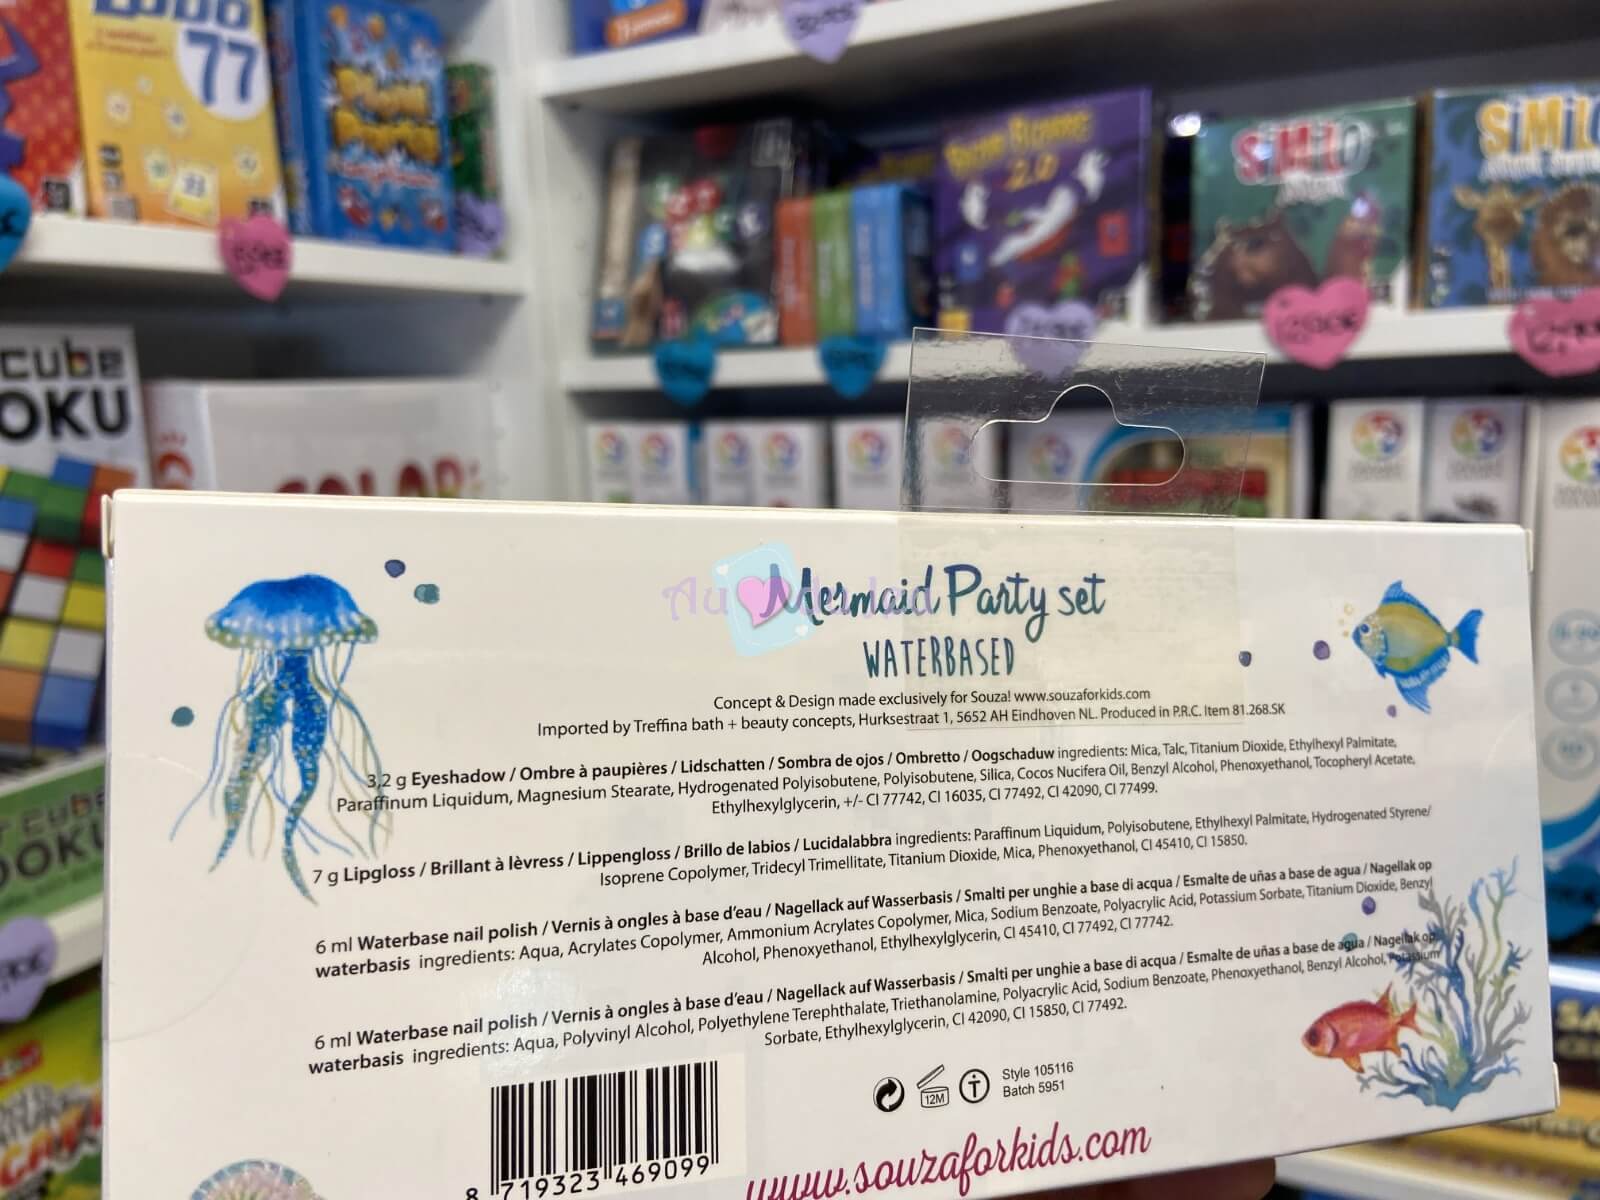 77
cube
OKU
SiMiLO
2.0
Au Mukid
Mermaid Party set
WATERBASED
Concept & Design made exclusively for Souza! www.souzaforkids.com
Imported by Treffina bath + beauty concepts, Hurksestraat 1, 5652 AH Eindhoven NL. Produced in P.R.C. Item 81.268.SK
3,2 g Eyeshadow / Ombre à paupières / Lidschatten / Sombra de ojos / Ombretto / Oogschaduw ingredients: Mica, Talc, Titanium Dioxide, Ethylhexyl Palmitate,
Paraffinum Liquidum, Magnesium Stearate, Hydrogenated Polyisobutene, Polyisobutene, Silica, Cocos Nucifera Oil, Benzyl Alcohol, Phenoxyethanol, Tocopheryl Acetate,
Ethylhexylglycerin, +/- CI 77742, CI 16035, CI 77492, CI 42090, CI 77499.
7 g Lipgloss / Brillant à lèvress / Lippengloss / Brillo de labios / Lucidalabbra ingredients: Paraffinum Liquidum, Polyisobutene, Ethylhexyl Palmitate, Hydrogenated Styrene/
Isoprene Copolymer, Tridecyl Trimellitate, Titanium Dioxide, Mica, Phenoxyethanol, CI 45410, CI 15850.
6 ml Waterbase nail polish / Vernis à ongles à base d'eau / Nagellack auf Wasserbasis / Smalti per unghie a base di acqua / Esmalte de uñas a base de agua / Nagellak op
waterbasis ingredients: Aqua, Acrylates Copolymer, Ammonium Acrylates Copolymer, Mica, Sodium Benzoate, Polyacrylic Acid, Potassium Sorbate, Titanium Dioxide, Benzyl
Alcohol, Phenoxyethanol, Ethylhexylglycerin, CI 45410, CI 77492, CI 77742.
6 ml Waterbase nail polish / Vernis à ongles à base d'eau / Nagellack auf Wasserbasis / Smalti per unghie a base di acqua / Esmalte de uñas a base de agua / Nagellak op
waterbasis ingredients: Aqua, Polyvinyl Alcohol, Polyethylene Terephthalate, Triethanolamine, Polyacrylic Acid, Sodium Benzoate, Phenoxyethanol, Benzyl Alcohol, Potassium
Sorbate, Ethylhexylglycerin, CI 42090, CI 15850, CI 77492.
12M
Style 105116
Batch 5951
8 719323 469099
www.souzaforkids.com